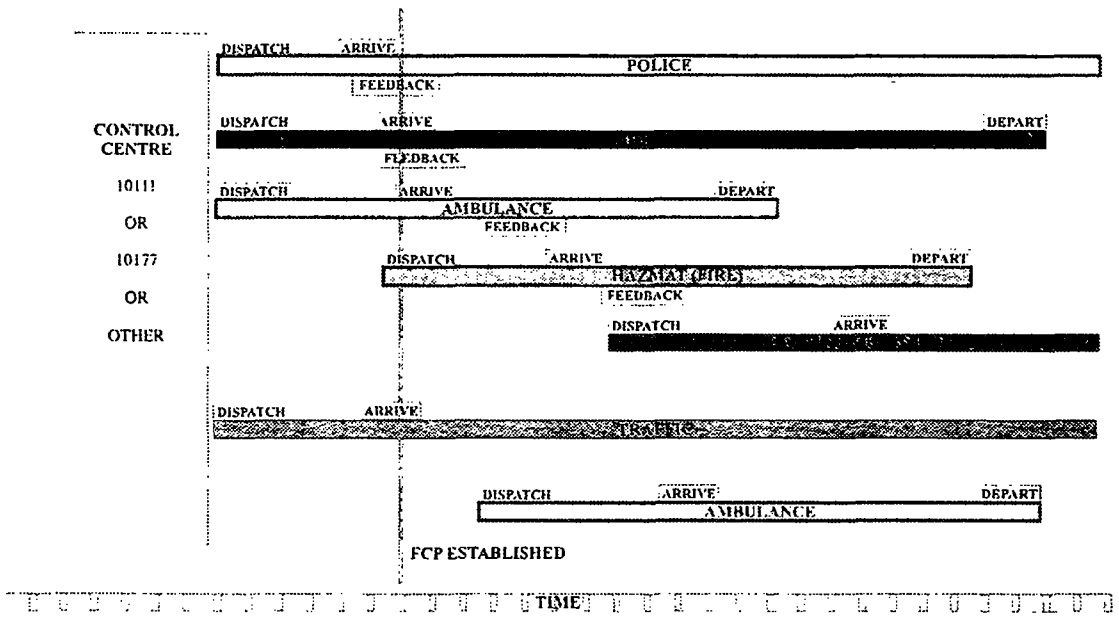 DISPATCH ARRIVE
POLICE
FEEDBACK
DISPATCH ARRIVE DEPART
FEEDBACK
CONTROL
CENTRE
10111
OR
10177
OR
OTHER
DISPATCH ARRIVE DEPART
AMBULANCE
FEEDBACK
DISPATCH ARRIVE DEPART
HAZMAT (FIRE)
FEEDBACK
DISPATCH ARRIVE
DISPATCH ARRIVE
TRAFFIC
DISPATCH ARRIVE DEPART
AMBULANCE
FCP ESTABLISHED
TIME